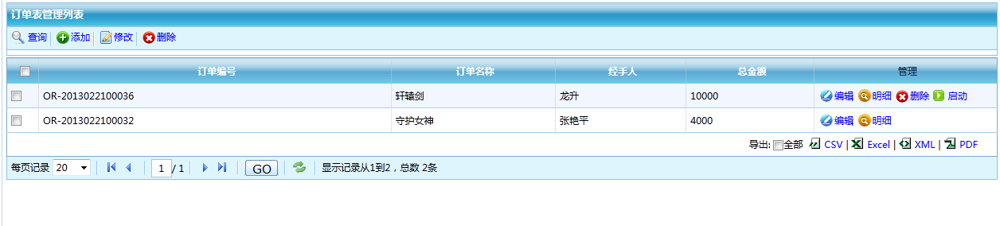 订单表管理列表
查询 添加 修改 删除
订单编号 订单名称 经手人 总金额 管理
OR-2013022100036 轩辕剑 龙升 10000 编辑 明细 删除 启动
OR-2013022100032 守护女神 张艳平 4000 编辑 明细
导出: 全部 CSV | Excel | XML | PDF
每页记录 20 1 / 1 GO 显示记录从1到2，总数 2条